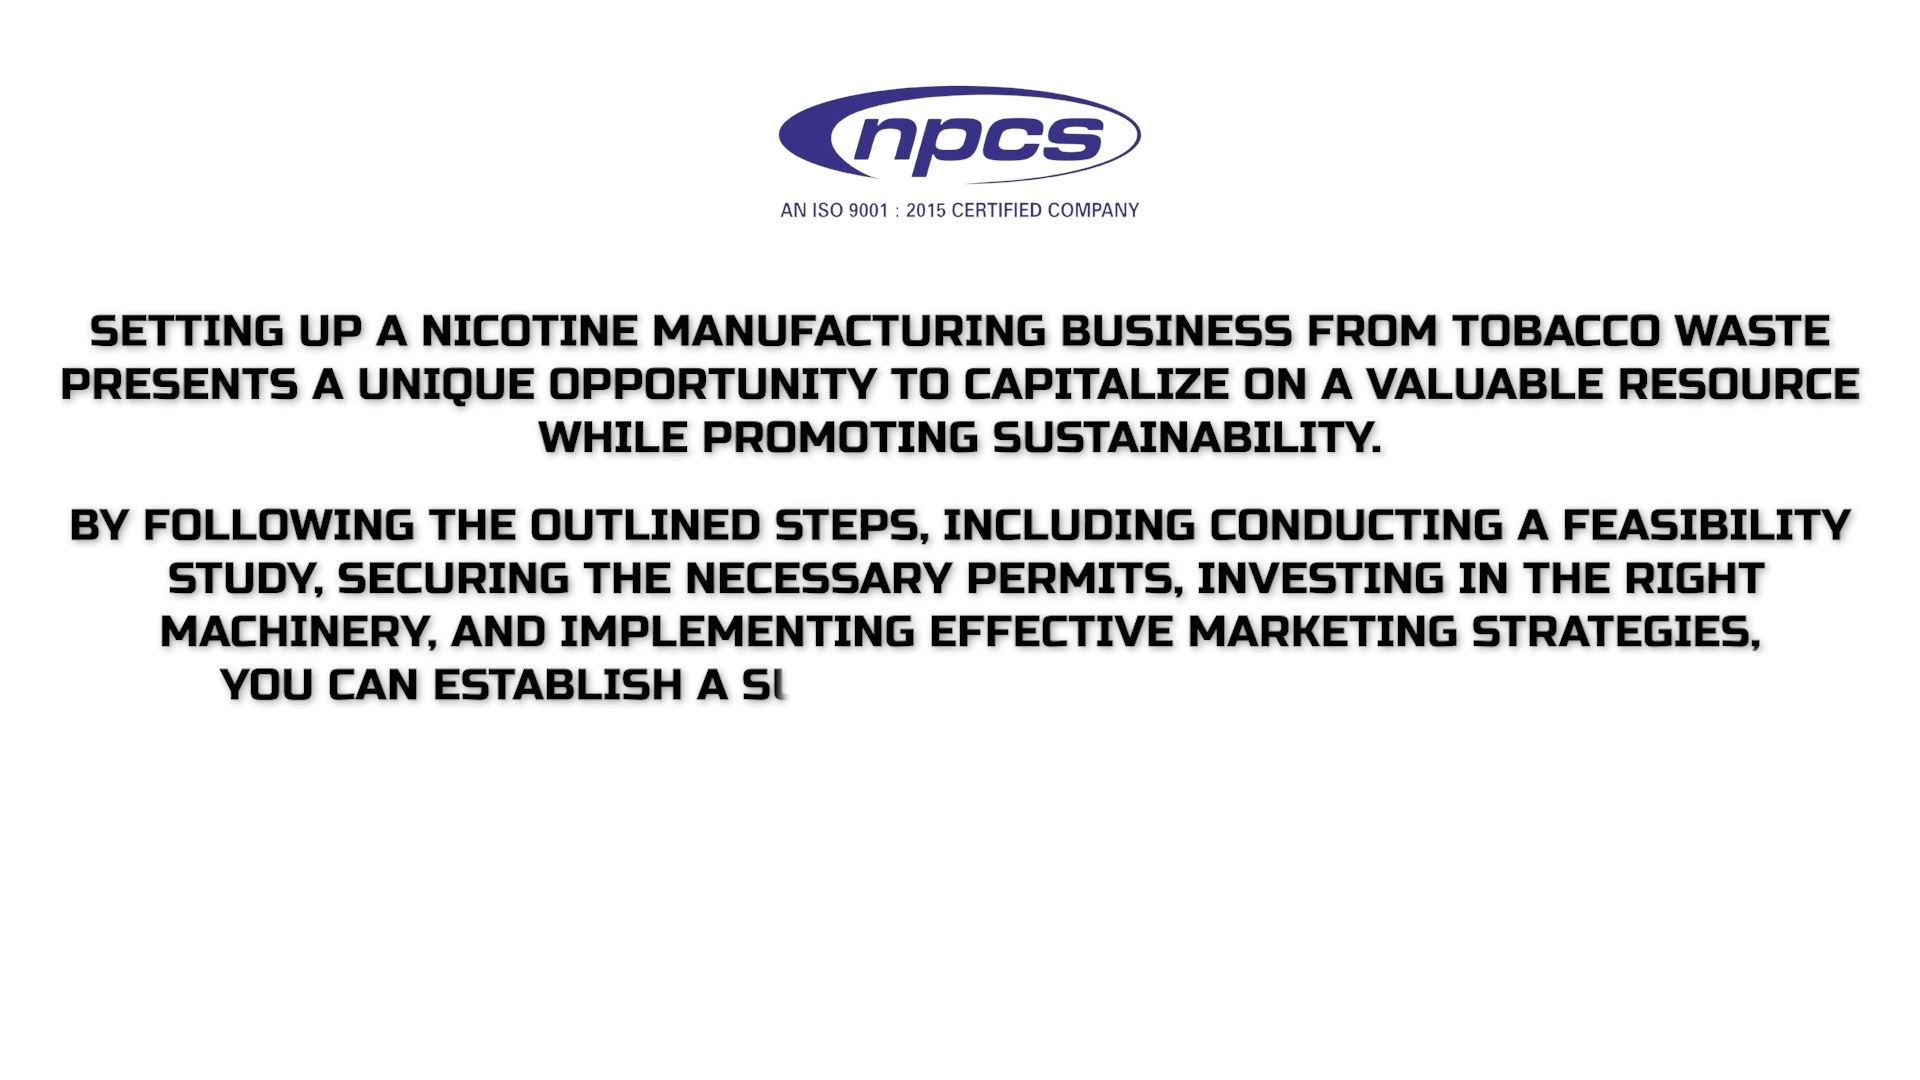 npcs
AN ISO 9001 : 2015 CERTIFIED COMPANY
SETTING UP A NICOTINE MANUFACTURING BUSINESS FROM TOBACCO WASTE
PRESENTS A UNIQUE OPPORTUNITY TO CAPITALIZE ON A VALUABLE RESOURCE
WHILE PROMOTING SUSTAINABILITY.
BY FOLLOWING THE OUTLINED STEPS, INCLUDING CONDUCTING A FEASIBILITY
STUDY, SECURING THE NECESSARY PERMITS, INVESTING IN THE RIGHT
MACHINERY, AND IMPLEMENTING EFFECTIVE MARKETING STRATEGIES,
YOU CAN ESTABLISH A